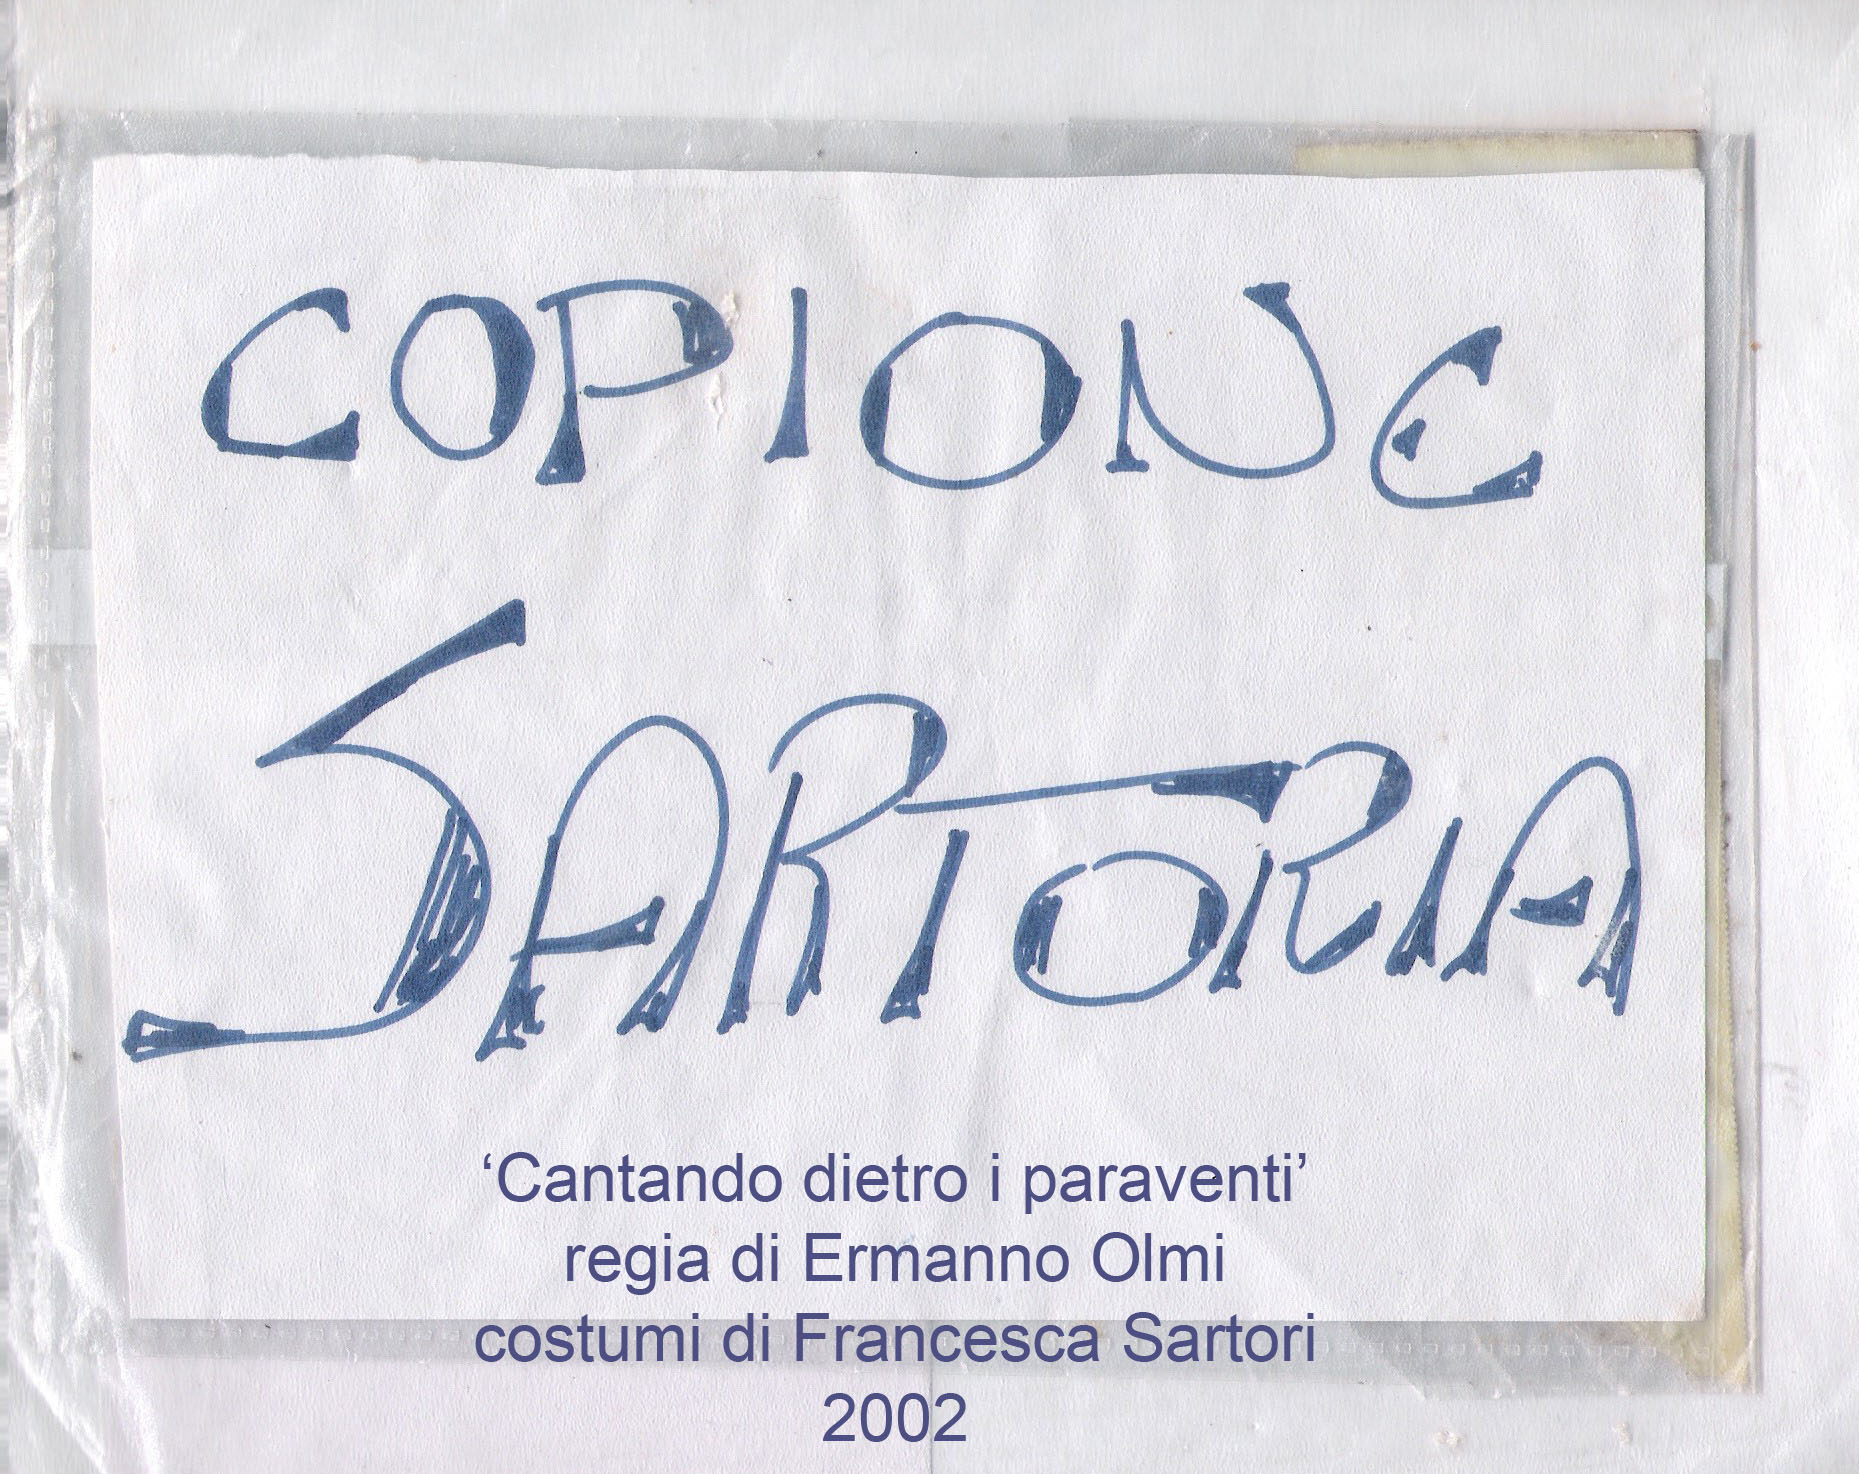 COPIONE
SARTORIA
‘Cantando dietro i paraventi’
regia di Ermanno Olmi
costumi di Francesca Sartori
2002